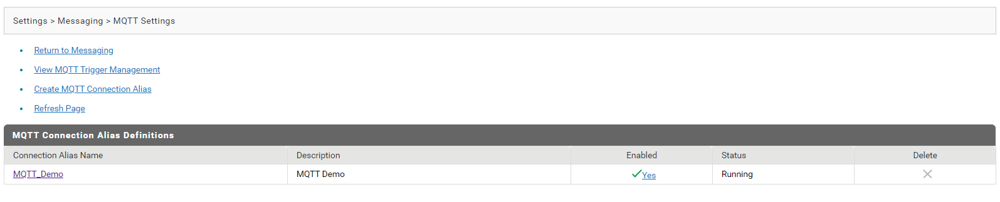 Settings > Messaging > MQTT Settings
Return to Messaging
View MQTT Trigger Management
Create MQTT Connection Alias
Refresh Page
MQTT Connection Alias Definitions
Connection Alias Name Description Enabled Status Delete
MQTT_Demo MQTT Demo Yes Running